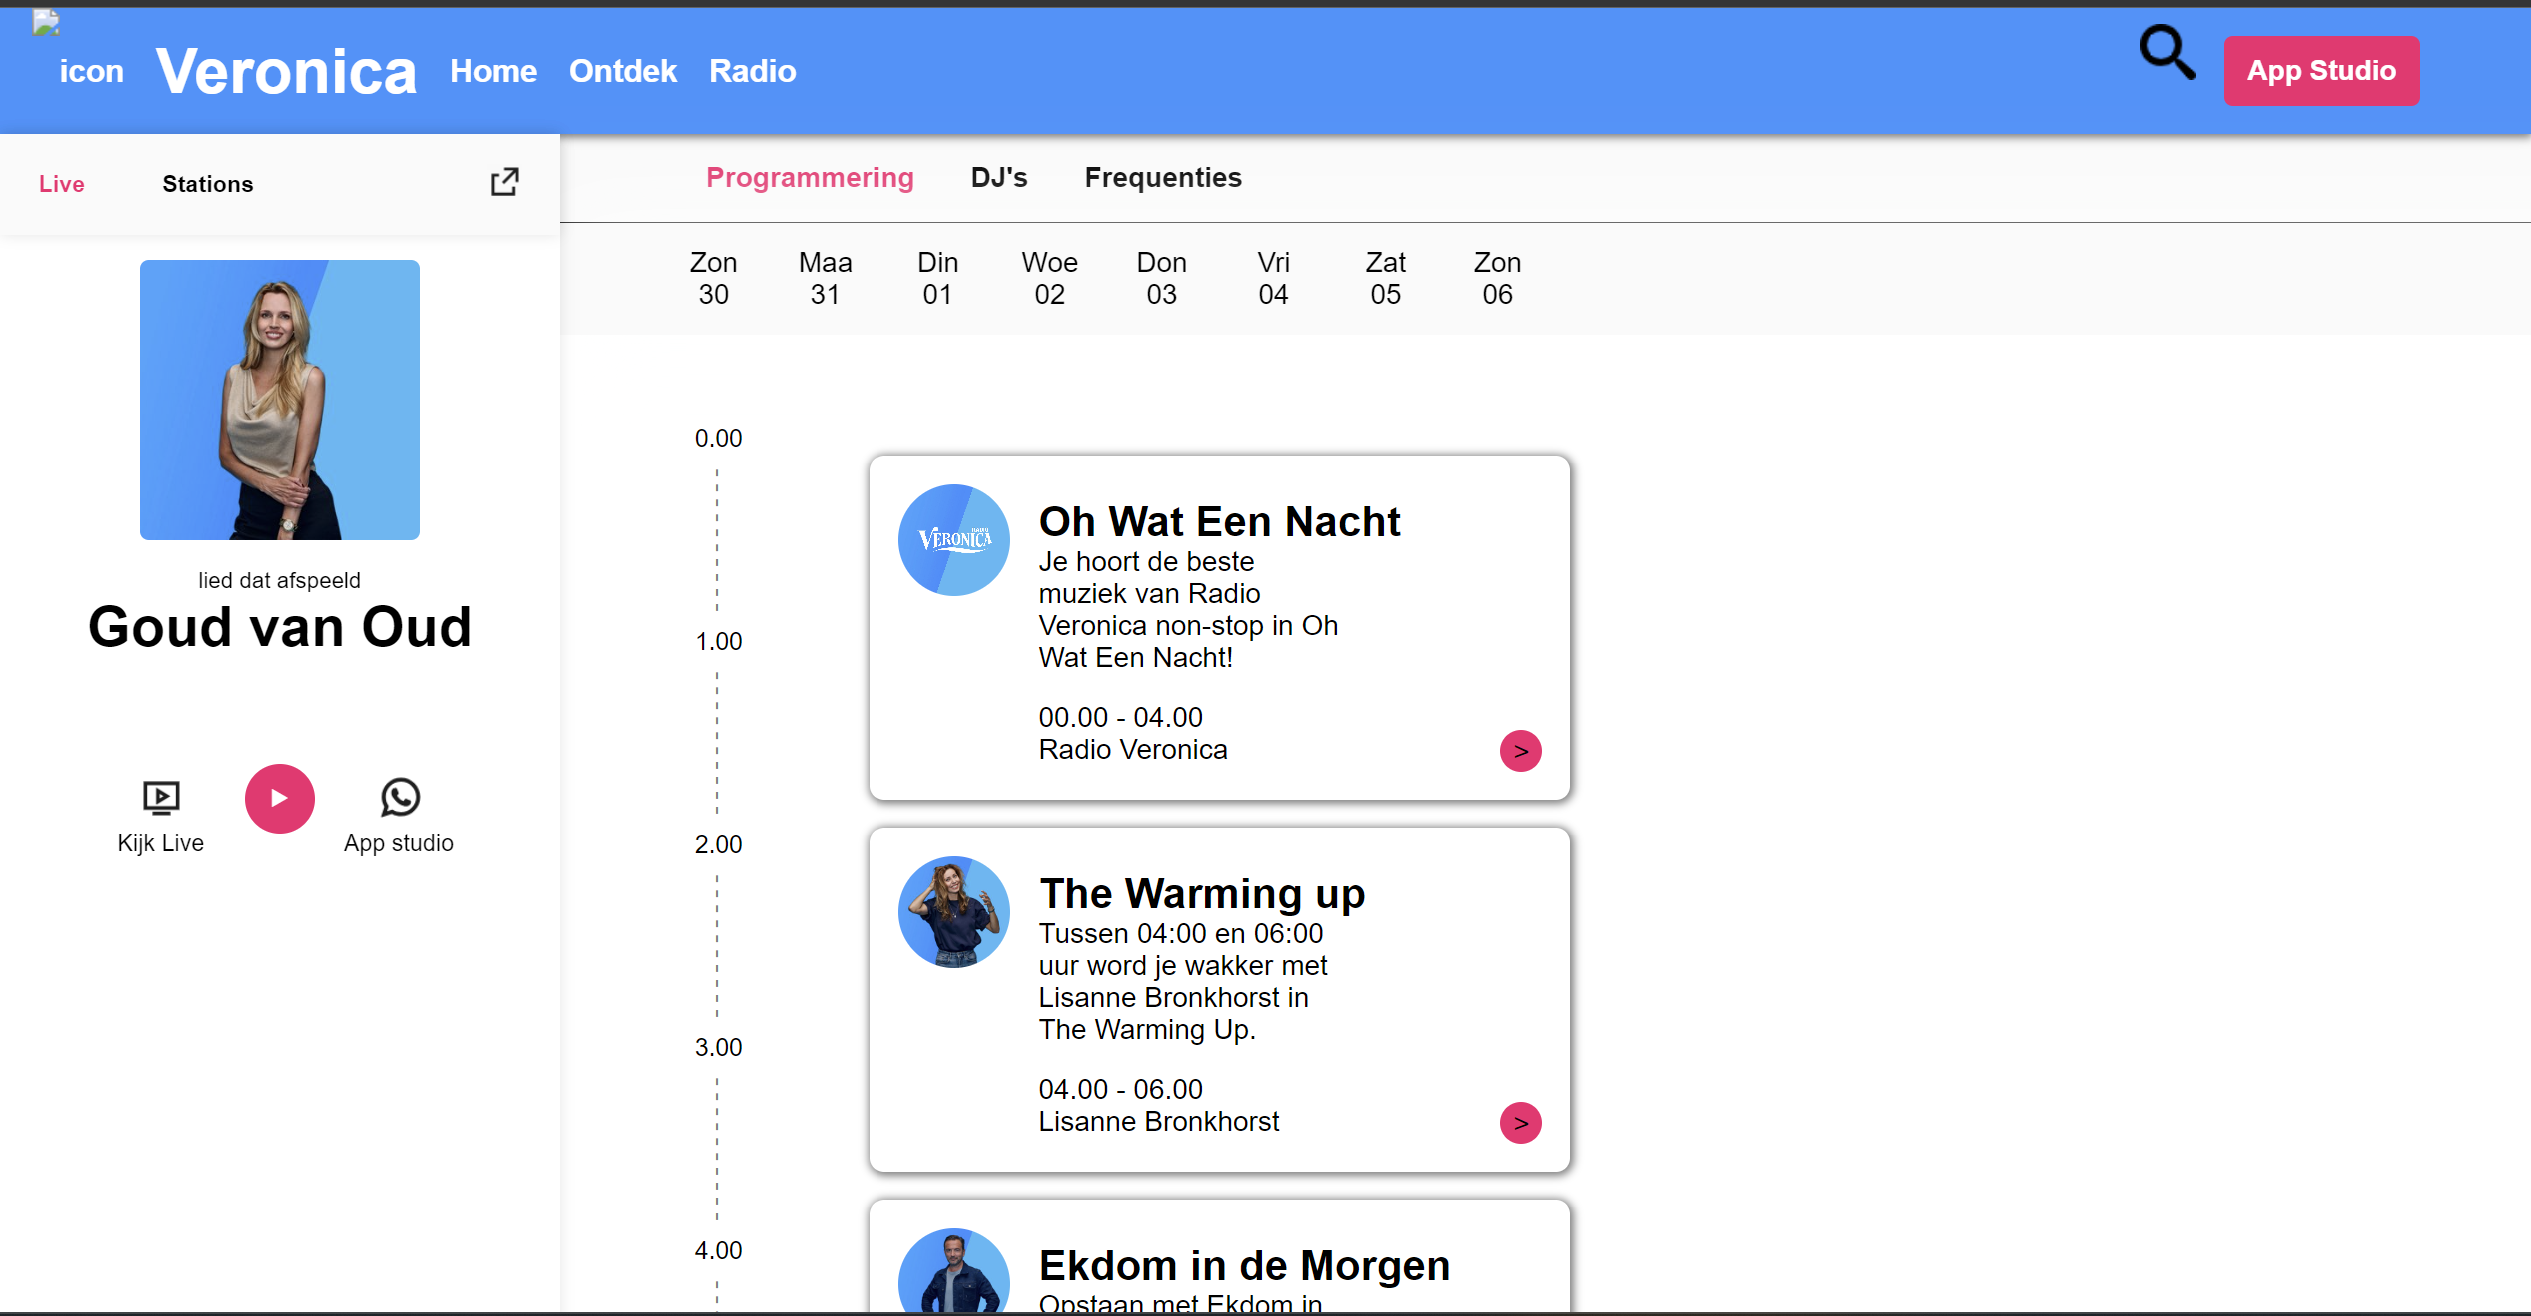 icon Veronica Home Ontdek Radio App Studio
Live Stations
Programmering DJ's Frequenties
Zon Maa Din Woe Don Vri Zat Zon
30 31 01 02 03 04 05 06
lied dat afspeeld
Goud van Oud
Kijk Live
App studio
0.00
1.00
2.00
3.00
4.00
RADIO
VERONICA
Oh Wat Een Nacht
Je hoort de beste
muziek van Radio
Veronica non-stop in Oh
Wat Een Nacht!
00.00 - 04.00
Radio Veronica
>
The Warming up
Tussen 04:00 en 06:00
uur word je wakker met
Lisanne Bronkhorst in
The Warming Up.
04.00 - 06.00
Lisanne Bronkhorst
>
Ekdom in de Morgen
Opstaan met Ekdom in